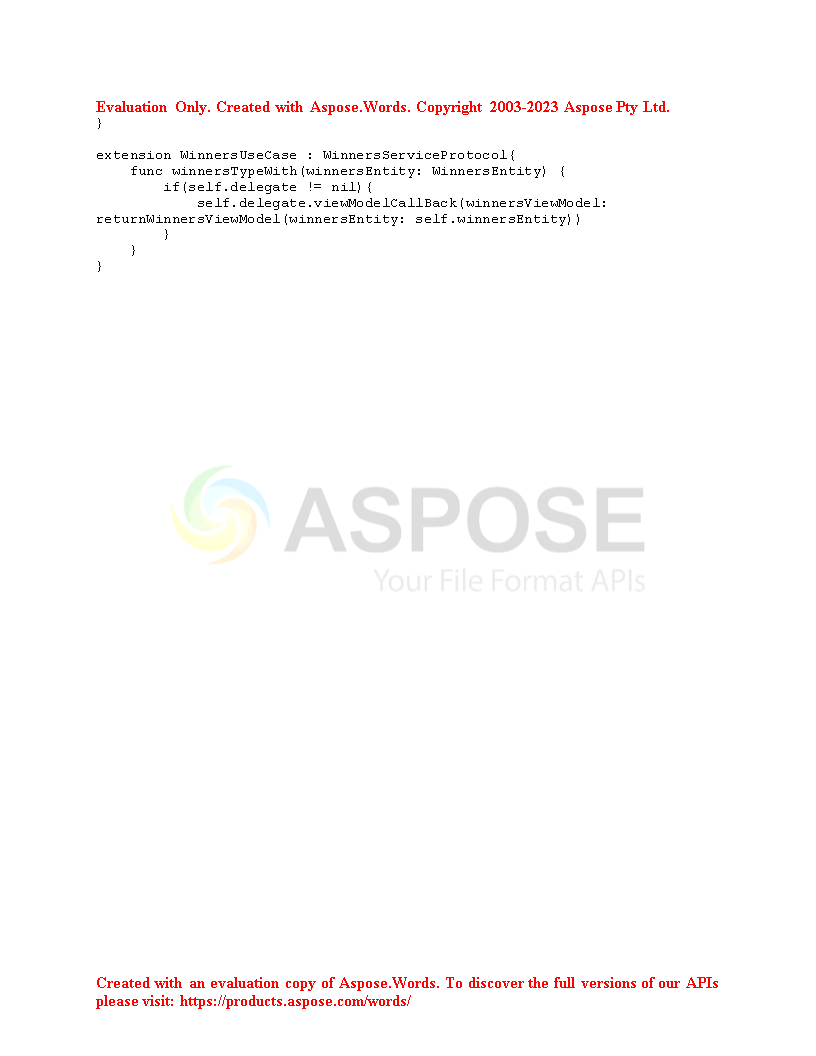 Evaluation Only. Created with Aspose.Words. Copyright 2003-2023 Aspose Pty Ltd.
}
extension WinnersUseCase : WinnersServiceProtocol{
    func winnersTypeWith(winnersEntity: WinnersEntity) {
        if(self.delegate != nil){
            self.delegate.viewModelCallBack(winnersViewModel:
returnWinnersViewModel(winnersEntity: self.winnersEntity))
        }
    }
}
ASPOSE
Your File Format APIs
Created with an evaluation copy of Aspose.Words. To discover the full versions of our APIs
please visit: https://products.aspose.com/words/